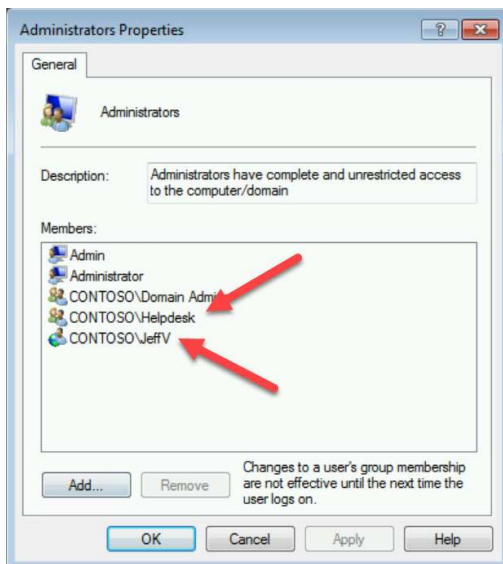 Administrators Properties
General
Administrators
Description:
Administrators have complete and unrestricted access
to the computer/domain
Members:
Admin
Administrator
CONTOSO\Domain
CONTOSO\Helpdesk
CONTOSO\JeffV
Add...
Remove
Changes to a user's group membership
are not effective until the next time the
user logs on.
OK
Cancel
Apply
Help